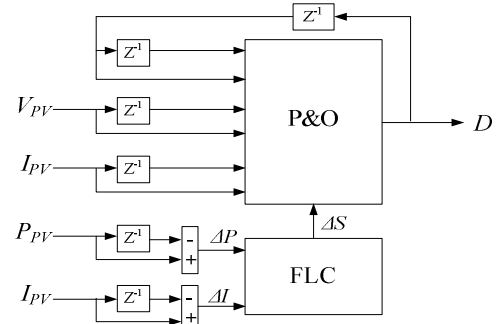 Z⁻¹
Z⁻¹
V_PV
Z⁻¹
P&O
D
I_PV
Z⁻¹
ΔS
P_PV
Z⁻¹
-
+
ΔP
FLC
I_PV
Z⁻¹
-
+
ΔI